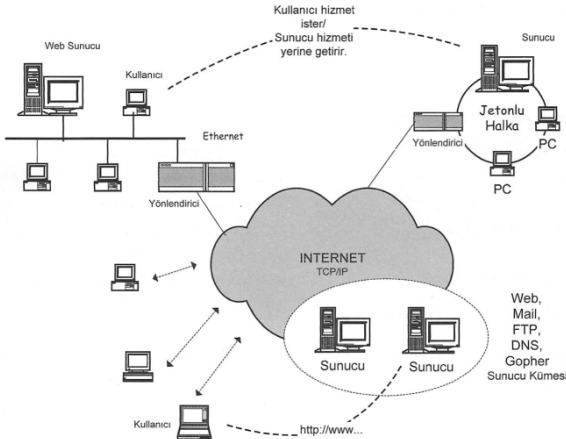 Kullanıcı hizmet
ister/
Sunucu hizmeti
yerine getirir.
Web Sunucu
Kullanıcı
Sunucu
Ethernet
Jetonlu
Halka
Yönlendirici
PC
PC
Yönlendirici
INTERNET
TCP/IP
Web,
Mail,
FTP,
DNS,
Gopher
Sunucu Kümesi
Sunucu
Sunucu
Kullanıcı
http://www...